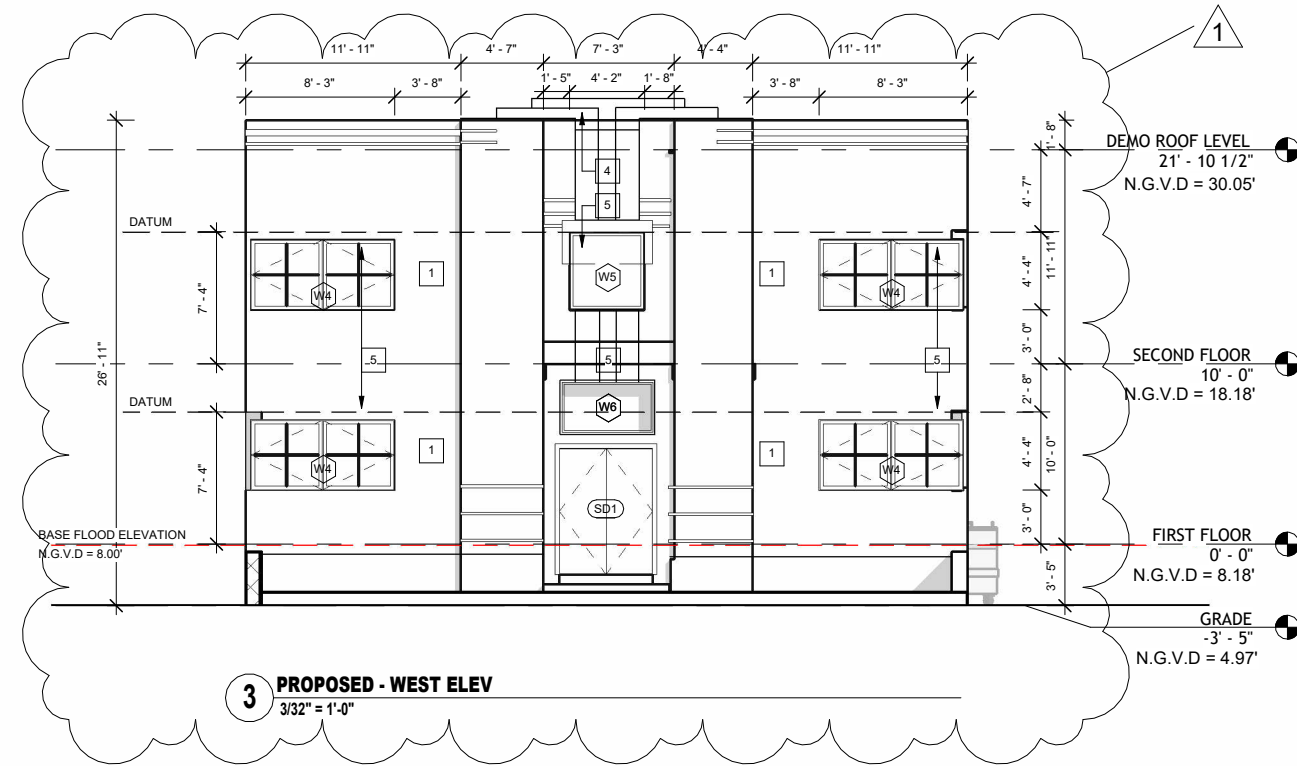 1
11' - 11" 4' - 7" 7' - 3" 4' - 4" 11' - 11"
8' - 3" 3' - 8" 1' - 5" 4' - 2" 1' - 8" 3' - 8" 8' - 3"
1' - 8"
DEMO ROOF LEVEL
21' - 10 1/2"
N.G.V.D = 30.05'
4
5
4' - 7"
DATUM
W4 1 W5 1 W4
7' - 4"
4' - 4"
11' - 11"
3' - 0"
26' - 11"
5 5 5
SECOND FLOOR
10' - 0"
N.G.V.D = 18.18'
2' - 8"
DATUM
W6
W4 1 1 W4
7' - 4"
4' - 4"
10' - 0"
3' - 0"
SD1
BASE FLOOD ELEVATION
N.G.V.D = 8.00'
FIRST FLOOR
0' - 0"
N.G.V.D = 8.18'
3' - 5"
GRADE
-3' - 5"
N.G.V.D = 4.97'
3 PROPOSED - WEST ELEV
3/32" = 1'-0"